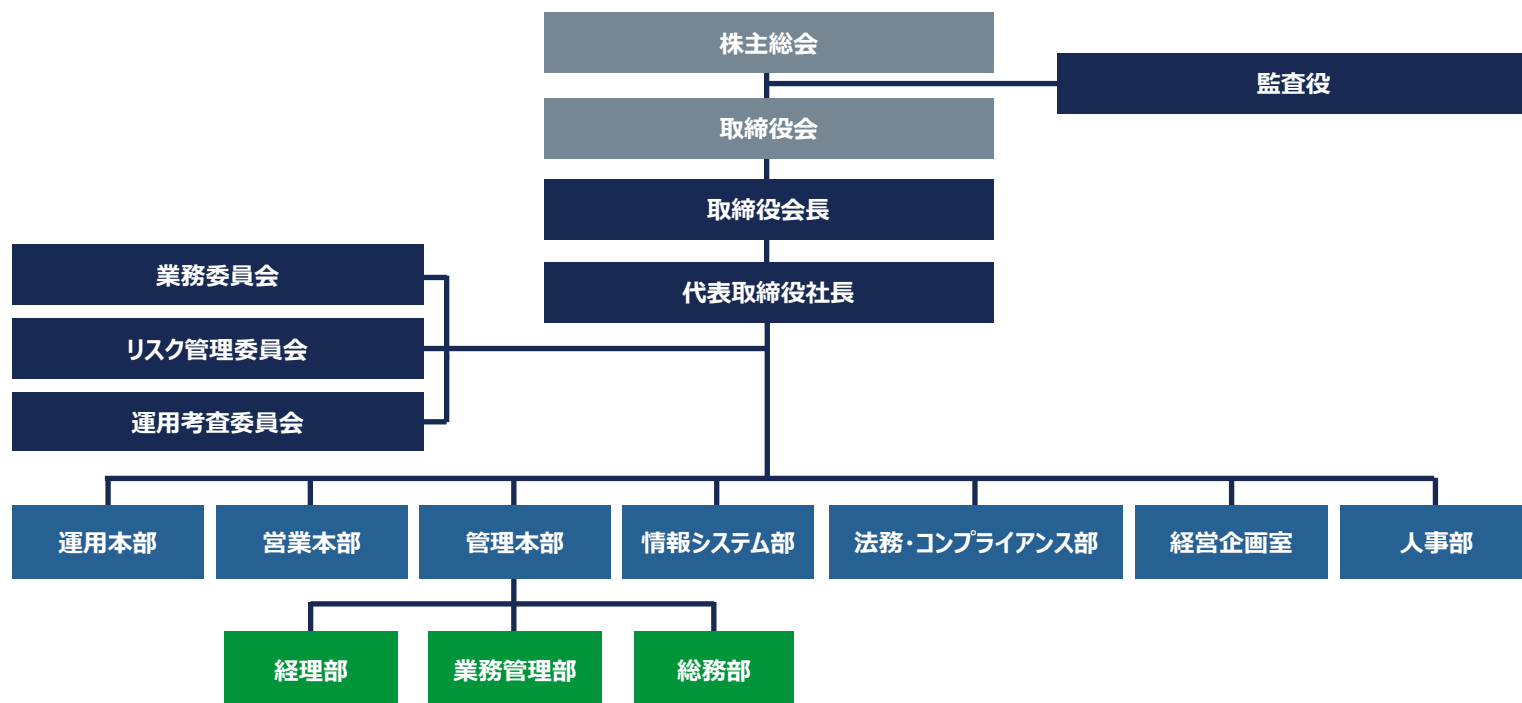 株主総会
監査役
取締役会
取締役会長
代表取締役社長
業務委員会
リスク管理委員会
運用考査委員会
運用本部
営業本部
管理本部
情報システム部
法務・コンプライアンス部
経営企画室
人事部
経理部
業務管理部
総務部